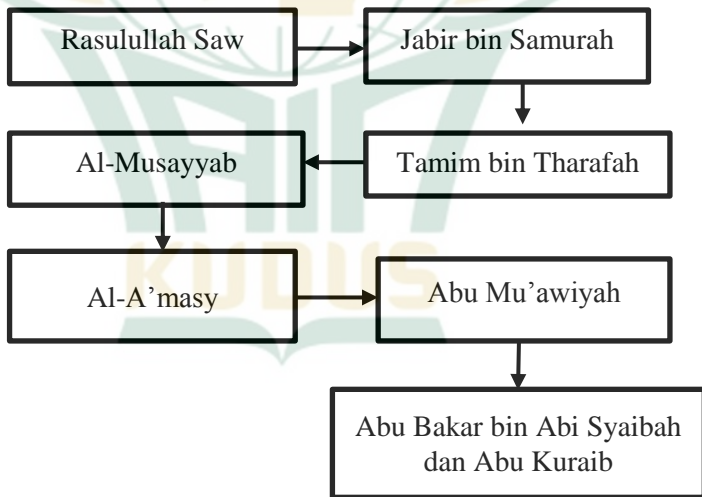 Rasulullah Saw
Jabir bin Samurah
Al-Musayyab
Tamim bin Tharafah
Al-A’masy
Abu Mu’awiyah
Abu Bakar bin Abi Syaibah
dan Abu Kuraib
KUDUS